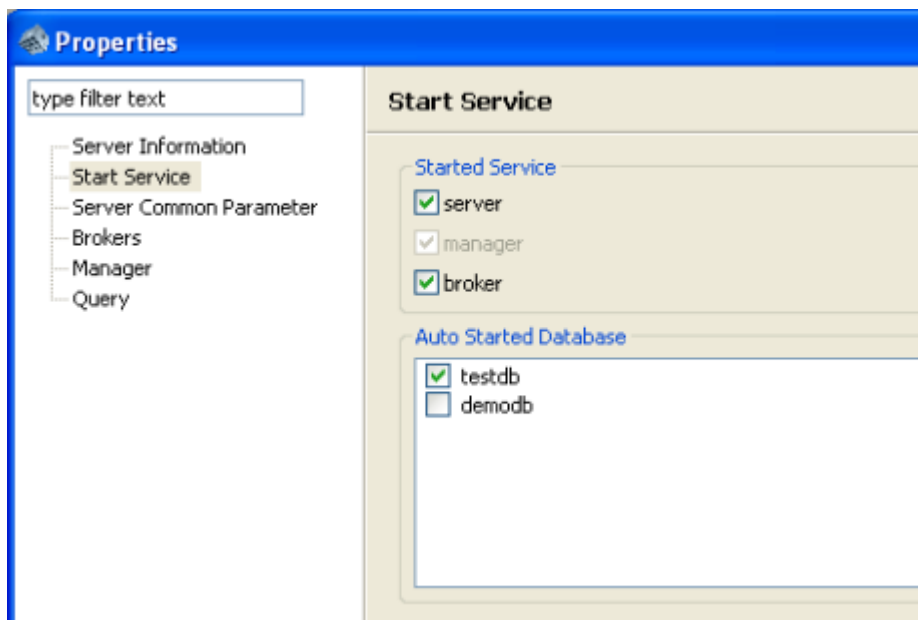 Properties
type filter text
Server Information
Start Service
Server Common Parameter
Brokers
Manager
Query
Start Service
Started Service
server
manager
broker
Auto Started Database
testdb
demodb